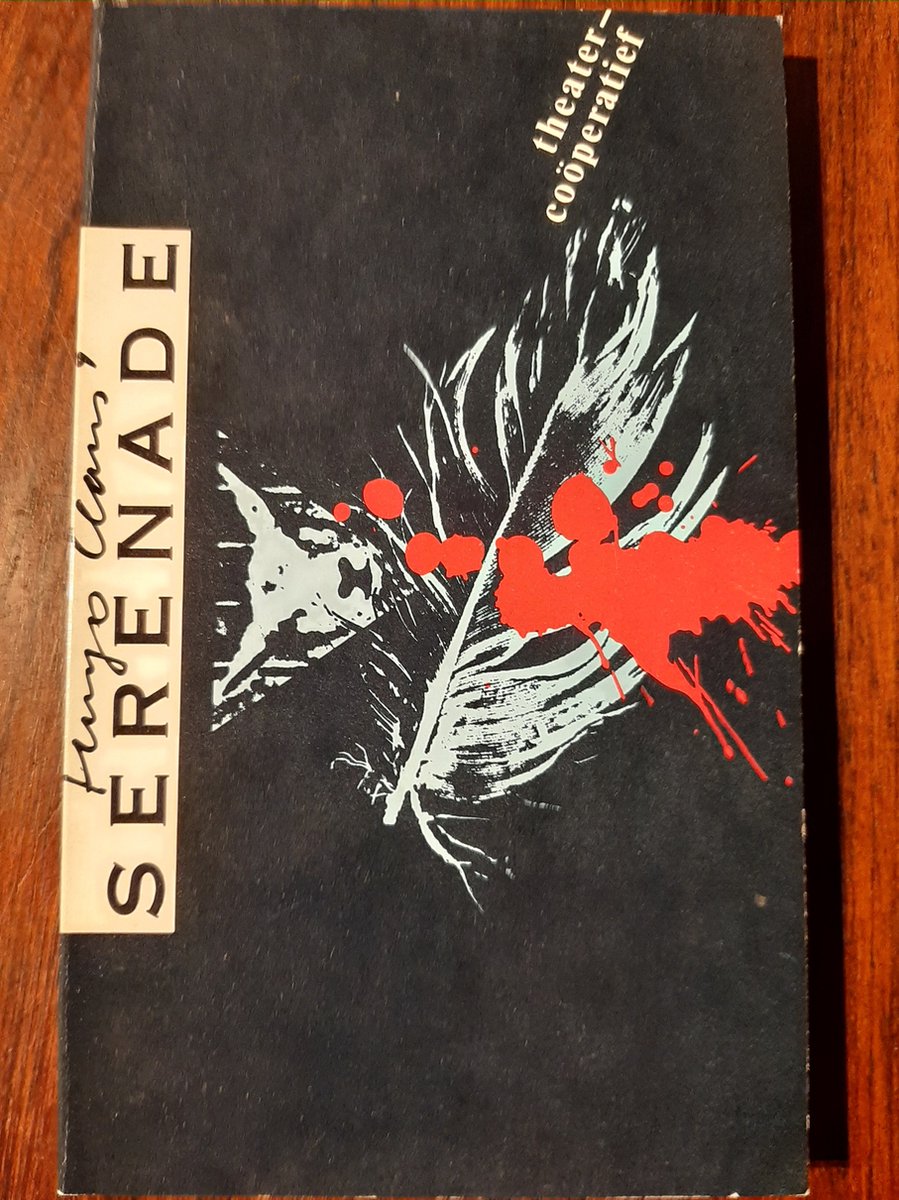 Hugo Claus'
SERENADE
theater-
coöperatief